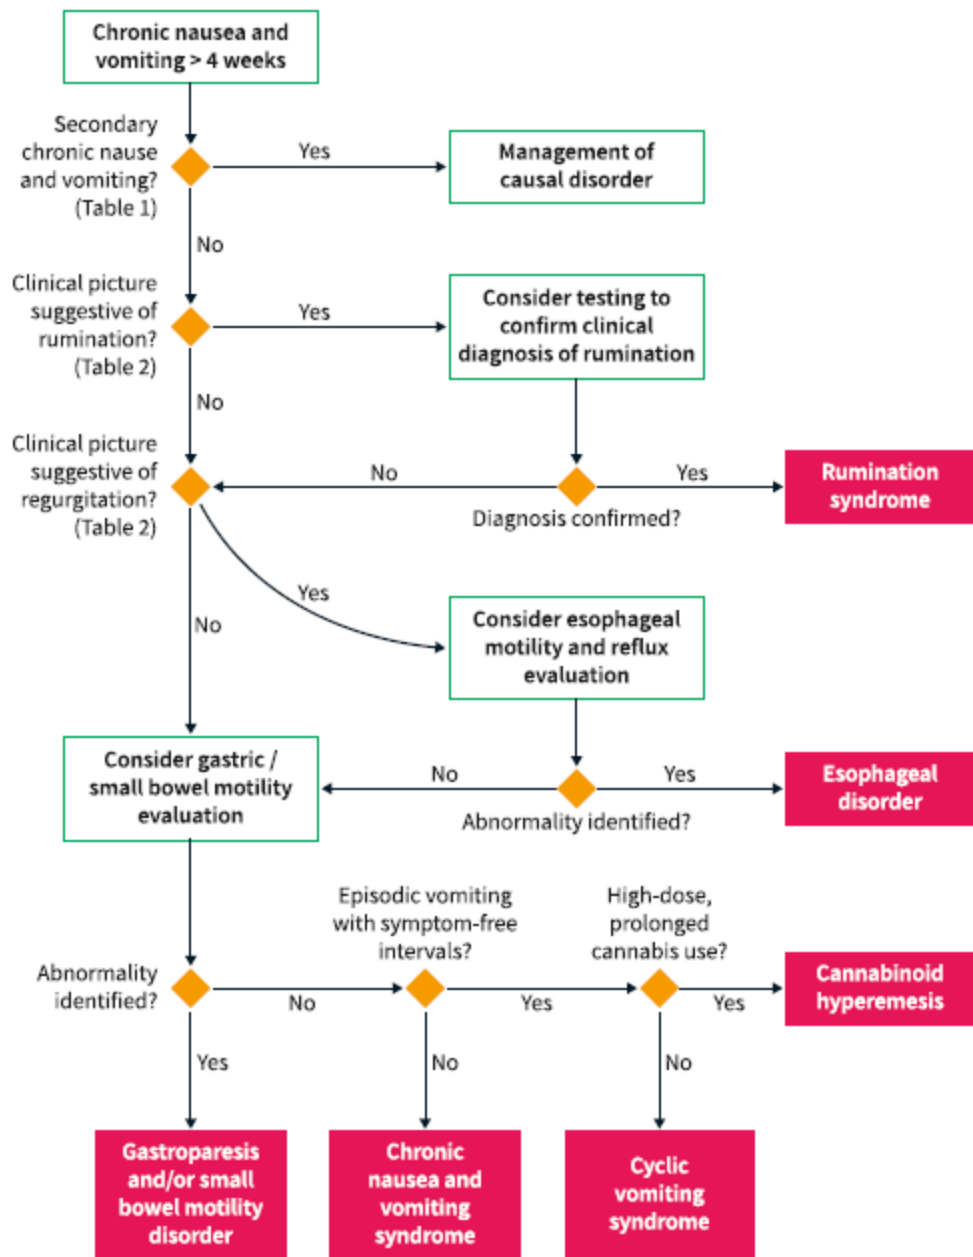 Chronic nausea and
vomiting > 4 weeks
Secondary
chronic nause
and vomiting?
(Table 1)
Yes
Management of
causal disorder
No
Clinical picture
suggestive of
rumination?
(Table 2)
Yes
Consider testing to
confirm clinical
diagnosis of rumination
No
Clinical picture
suggestive of
regurgitation?
(Table 2)
No
Diagnosis confirmed?
Yes
Rumination
syndrome
Yes
No
Consider esophageal
motility and reflux
evaluation
Consider gastric /
small bowel motility
evaluation
No
Abnormality identified?
Yes
Esophageal
disorder
Abnormality
identified?
No
Episodic vomiting
with symptom-free
intervals?
Yes
High-dose,
prolonged
cannabis use?
Yes
Cannabinoid
hyperemesis
Yes
No
No
Gastroparesis
and/or small
bowel motility
disorder
Chronic
nausea and
vomiting
syndrome
Cyclic
vomiting
syndrome